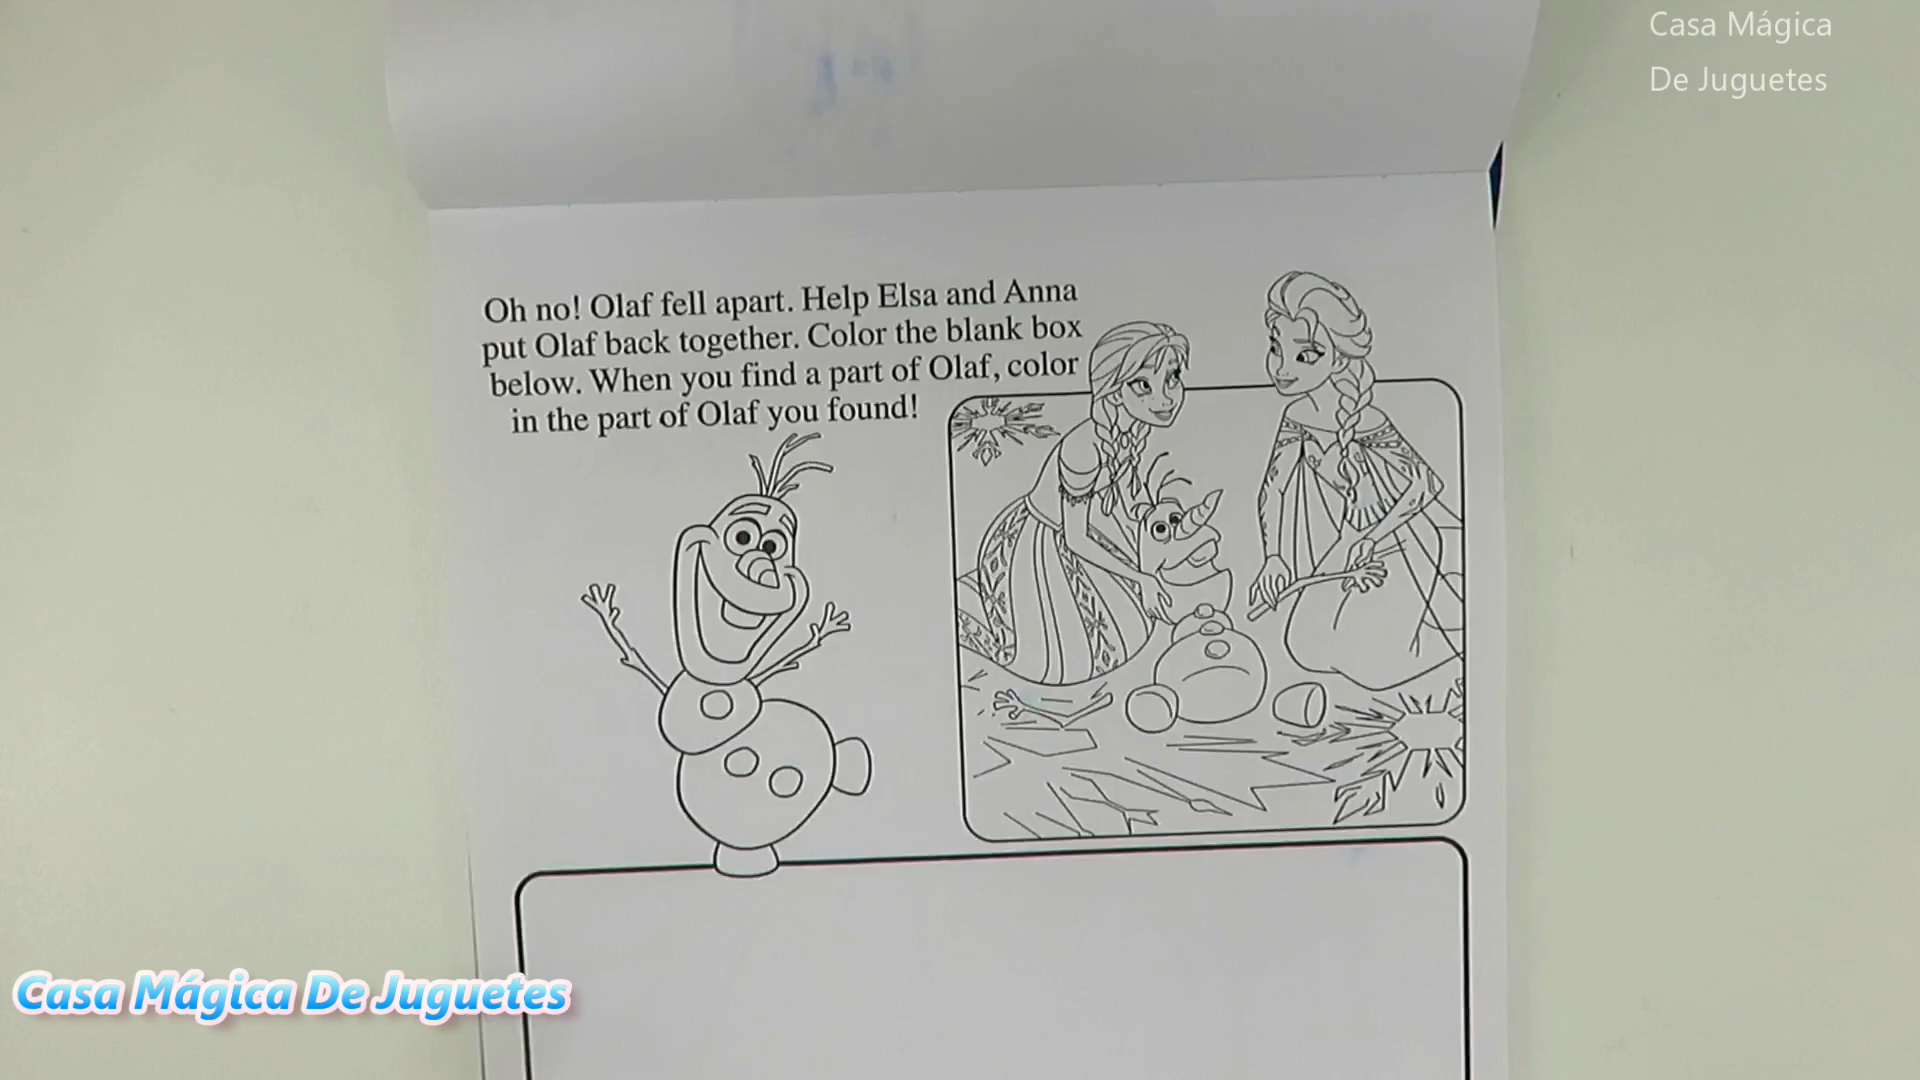 Casa Mágica
De Juguetes
Oh no! Olaf fell apart. Help Elsa and Anna
put Olaf back together. Color the blank box
below. When you find a part of Olaf, color
in the part of Olaf you found!
Casa Mágica De Juguetes